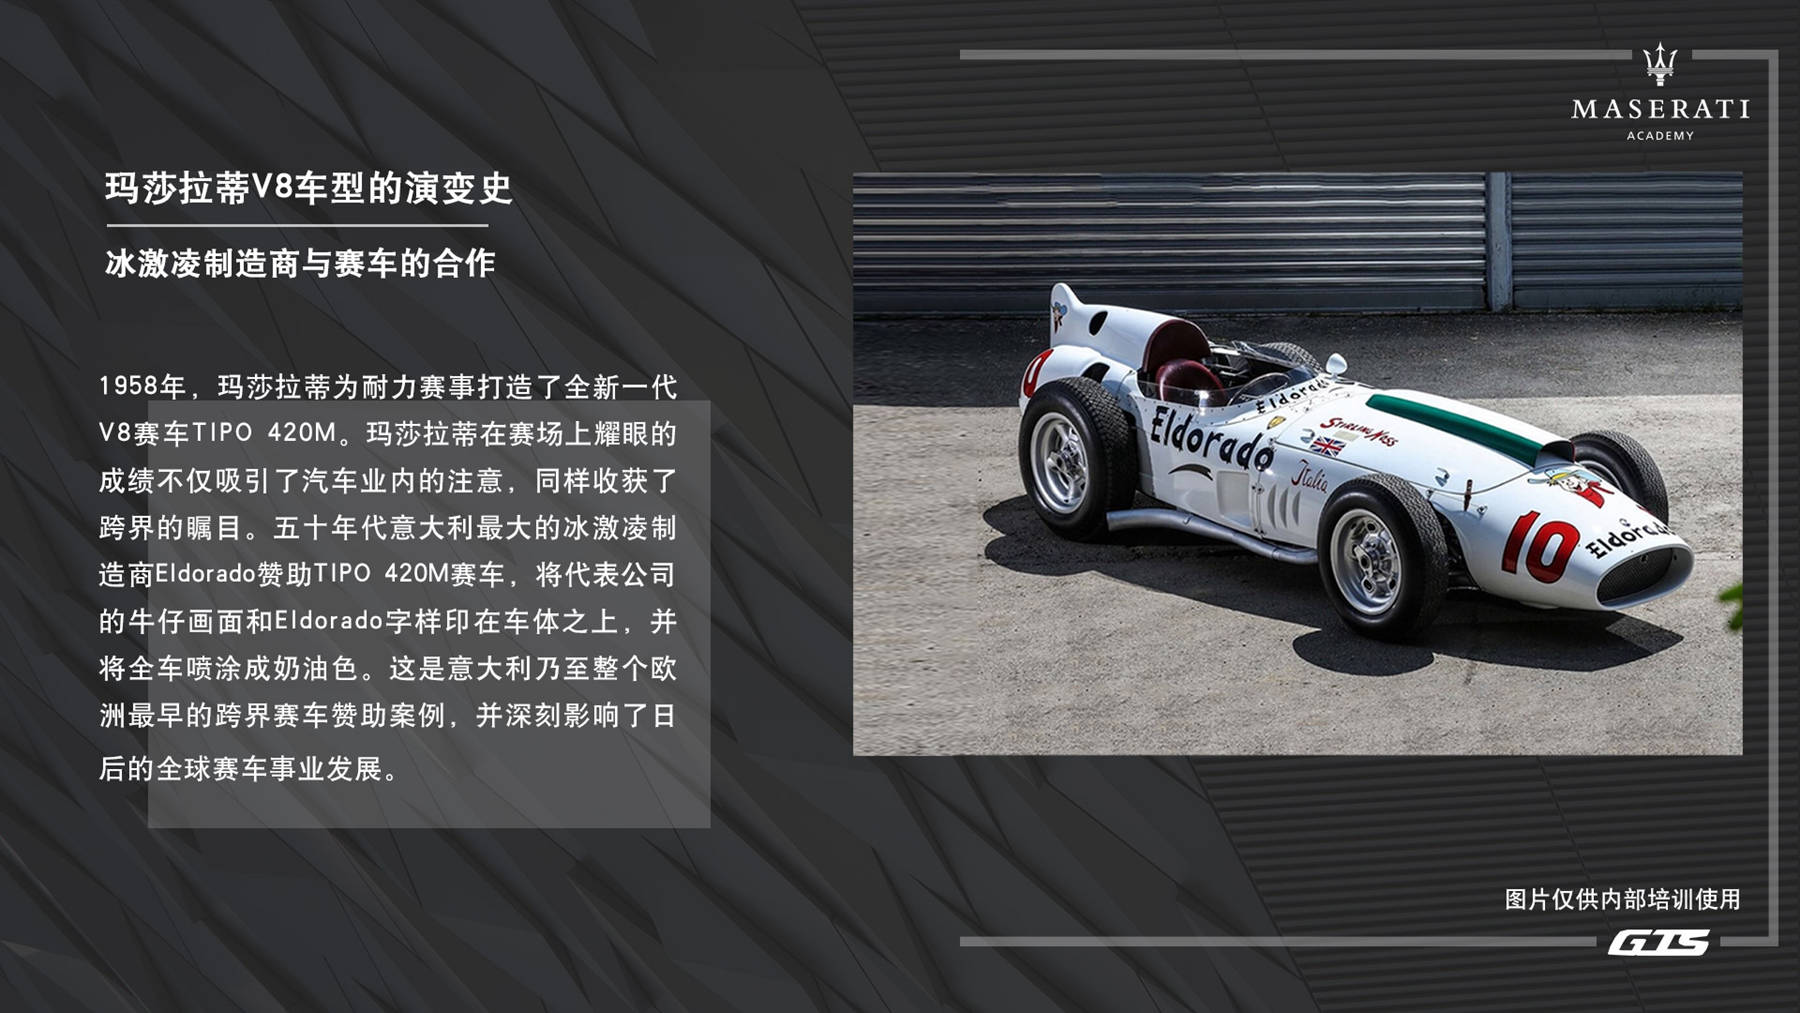 MASERATI
ACADEMY
玛莎拉蒂V8车型的演变史
冰激凌制造商与赛车的合作
1958年，玛莎拉蒂为耐力赛事打造了全新一代
V8赛车TIPO 420M。玛莎拉蒂在赛场上耀眼的
成绩不仅吸引了汽车业内的注意，同样收获了
跨界的瞩目。五十年代意大利最大的冰激凌制
造商Eldorado赞助TIPO 420M赛车，将代表公司
的牛仔画面和Eldorado字样印在车体之上，并
将全车喷涂成奶油色。这是意大利乃至整个欧
洲最早的跨界赛车赞助案例，并深刻影响了日
后的全球赛车事业发展。
Eldorado
Eldorado
Stirling Moss
Italia
10
Eldorado
图片仅供内部培训使用
GTS